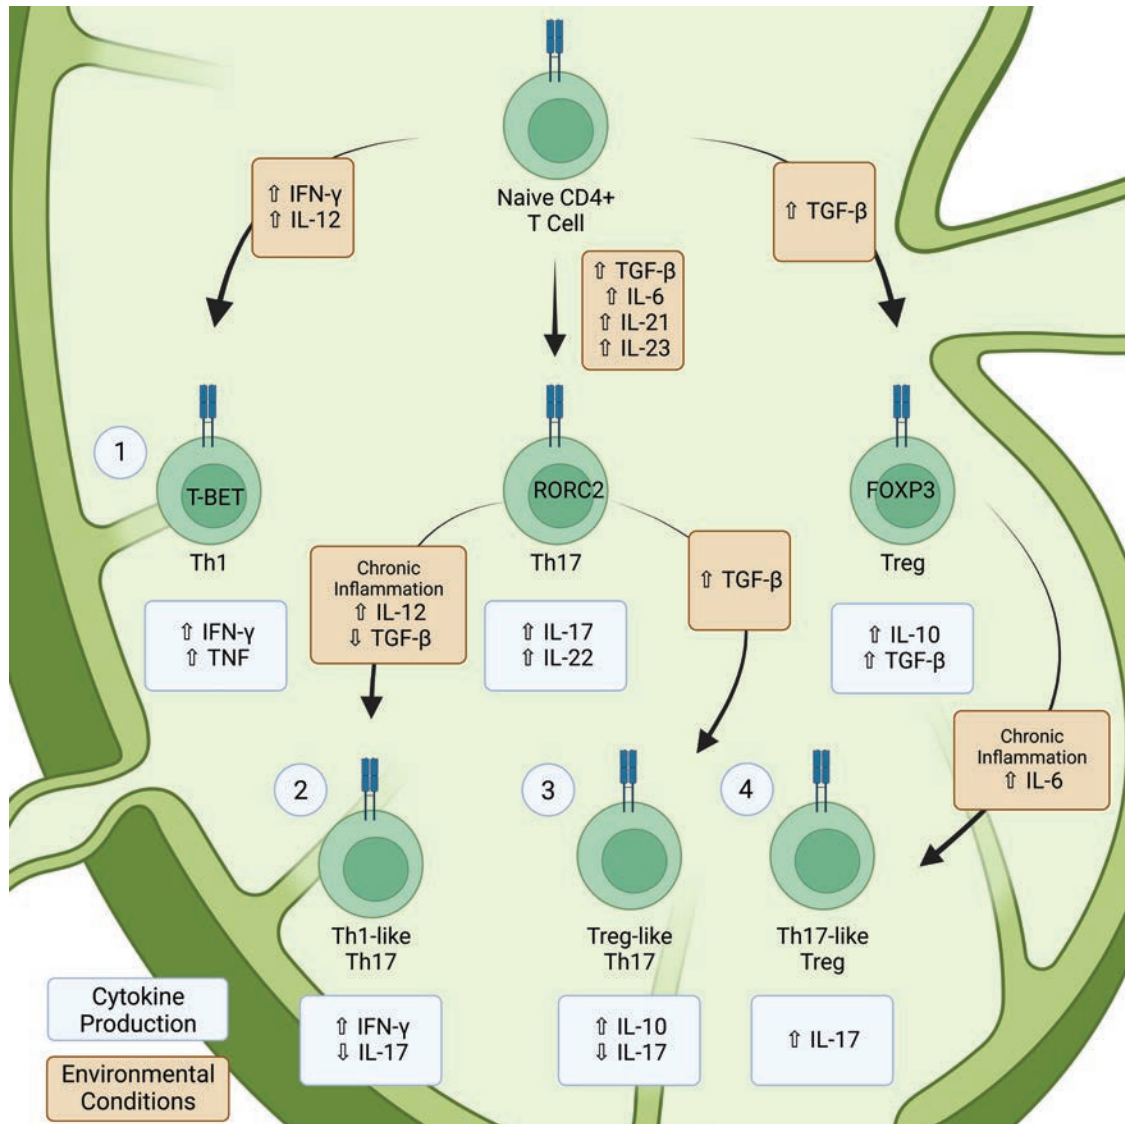 Naive CD4+
T Cell
⇧ IFN-γ
⇧ IL-12
⇧ TGF-β
⇧ IL-6
⇧ IL-21
⇧ IL-23
⇧ TGF-β
1
T-BET
Th1
⇧ IFN-γ
⇧ TNF
RORC2
Th17
⇧ IL-17
⇧ IL-22
FOXP3
Treg
⇧ IL-10
⇧ TGF-β
Chronic
Inflammation
⇧ IL-12
⇩ TGF-β
⇧ TGF-β
Chronic
Inflammation
⇧ IL-6
2
Th1-like
Th17
⇧ IFN-γ
⇩ IL-17
3
Treg-like
Th17
⇧ IL-10
⇩ IL-17
4
Th17-like
Treg
⇧ IL-17
Cytokine
Production
Environmental
Conditions